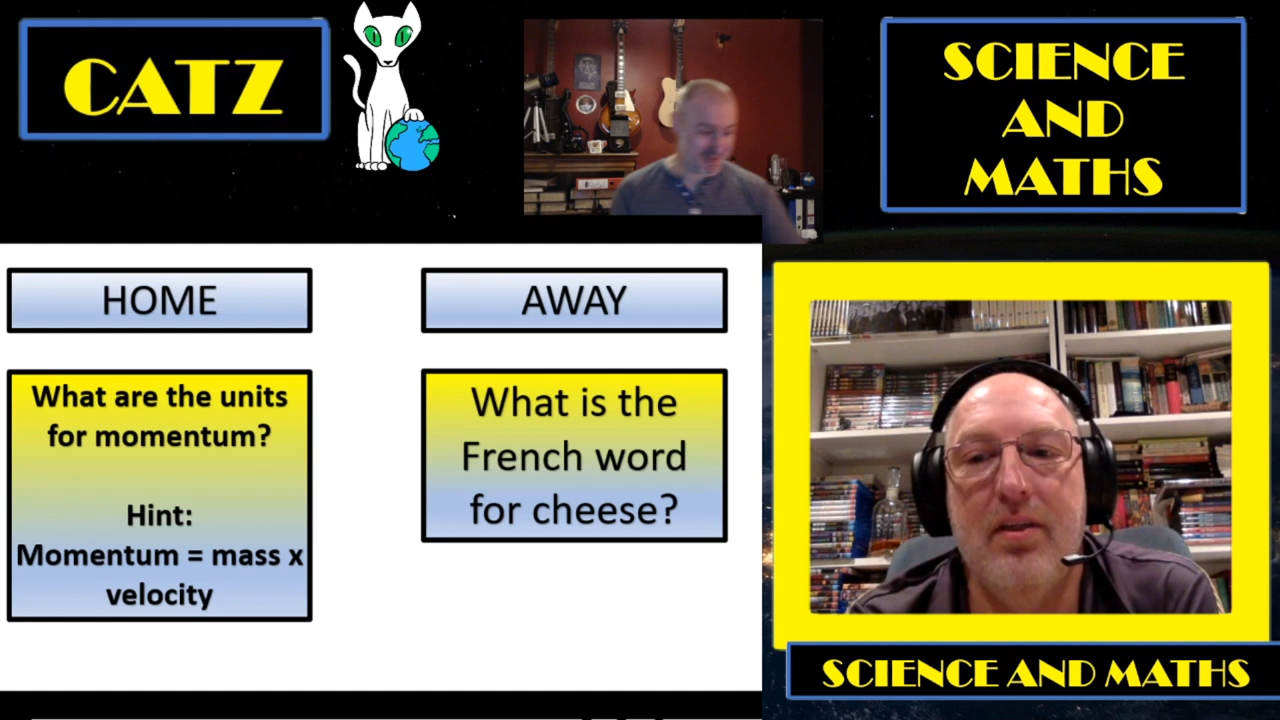 CATZ
SCIENCE
AND
MATHS
HOME
AWAY
What are the units
for momentum?
Hint:
Momentum = mass x
velocity
What is the
French word
for cheese?
SCIENCE AND MATHS